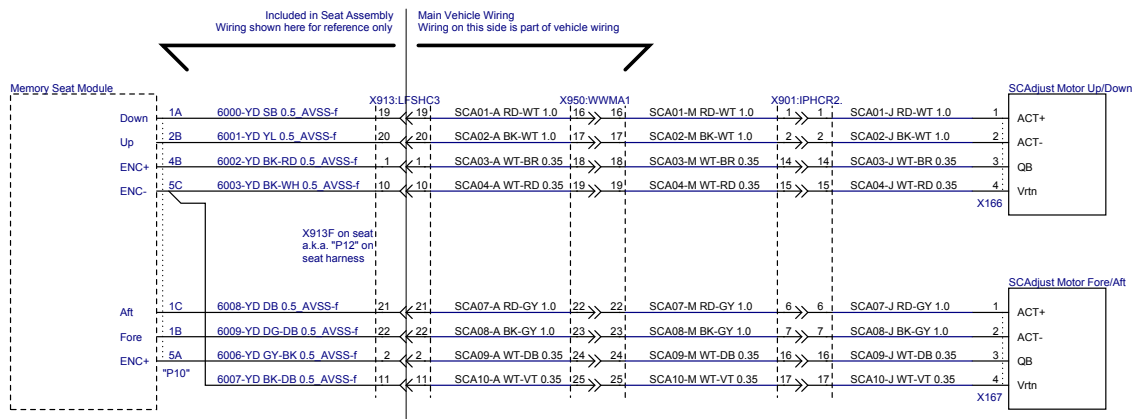 Included in Seat Assembly
Wiring shown here for reference only
Main Vehicle Wiring
Wiring on this side is part of vehicle wiring
Memory Seat Module
X913:LFSHC3
X950:WWMA1
X901:IPHCR2.
SCAdjust Motor Up/Down
Down 1A 6000-YD SB 0.5_AVSS-f 19 19 SCA01-A RD-WT 1.0 16 16 SCA01-M RD-WT 1.0 1 1 SCA01-J RD-WT 1.0 1 ACT+
Up 2B 6001-YD YL 0.5_AVSS-f 20 20 SCA02-A BK-WT 1.0 17 17 SCA02-M BK-WT 1.0 2 2 SCA02-J BK-WT 1.0 2 ACT-
ENC+ 4B 6002-YD BK-RD 0.5_AVSS-f 1 1 SCA03-A WT-BR 0.35 18 18 SCA03-M WT-BR 0.35 14 14 SCA03-J WT-BR 0.35 3 QB
ENC- 5C 6003-YD BK-WH 0.5_AVSS-f 10 10 SCA04-A WT-RD 0.35 19 19 SCA04-M WT-RD 0.35 15 15 SCA04-J WT-RD 0.35 4 Vrtn
X166
X913F on seat
a.k.a. "P12" on
seat harness
SCAdjust Motor Fore/Aft
Aft 1C 6008-YD DB 0.5_AVSS-f 21 21 SCA07-A RD-GY 1.0 22 22 SCA07-M RD-GY 1.0 6 6 SCA07-J RD-GY 1.0 1 ACT+
Fore 1B 6009-YD DG-DB 0.5_AVSS-f 22 22 SCA08-A BK-GY 1.0 23 23 SCA08-M BK-GY 1.0 7 7 SCA08-J BK-GY 1.0 2 ACT-
ENC+ 5A 6006-YD GY-BK 0.5_AVSS-f 2 2 SCA09-A WT-DB 0.35 24 24 SCA09-M WT-DB 0.35 16 16 SCA09-J WT-DB 0.35 3 QB
"P10" 6007-YD BK-DB 0.5_AVSS-f 11 11 SCA10-A WT-VT 0.35 25 25 SCA10-M WT-VT 0.35 17 17 SCA10-J WT-VT 0.35 4 Vrtn
X167